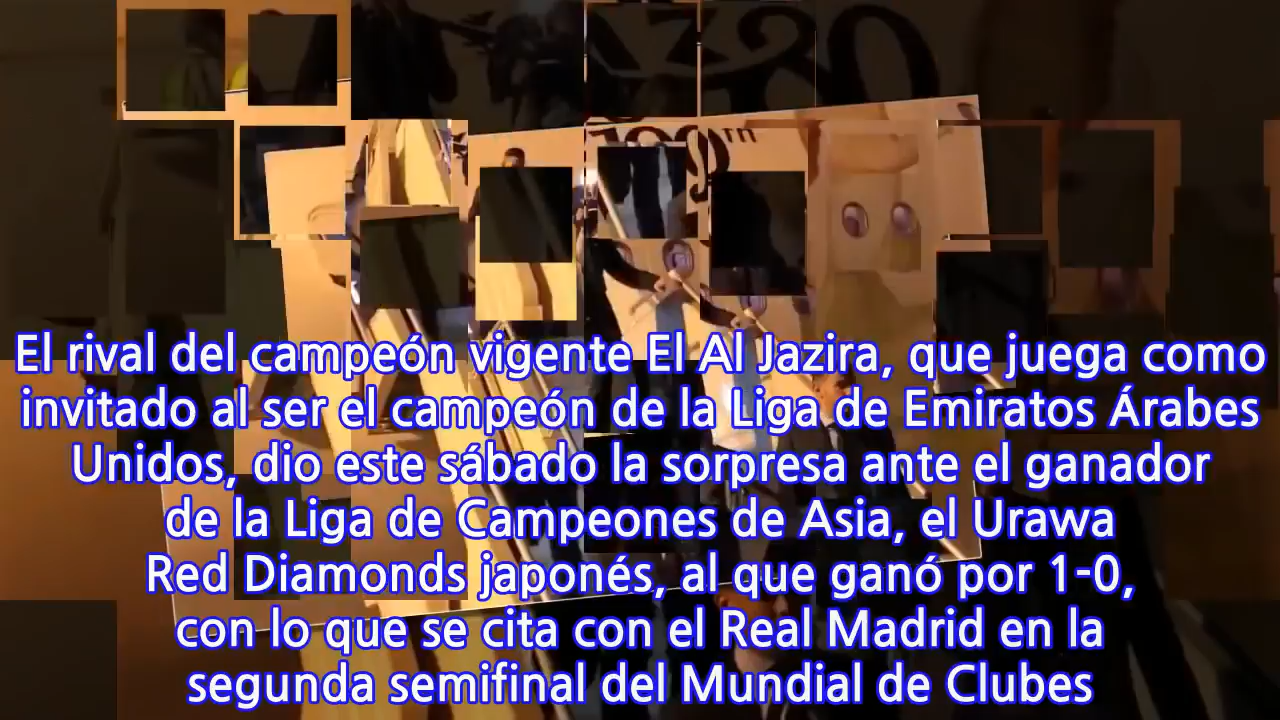 TH
El rival del campeón vigente El Al Jazira, que juega como
invitado al ser el campeón de la Liga de Emiratos Árabes
Unidos, dio este sábado la sorpresa ante el ganador
de la Liga de Campeones de Asia, el Urawa
Red Diamonds japonés, al que ganó por 1-0,
con lo que se cita con el Real Madrid en la
segunda semifinal del Mundial de Clubes